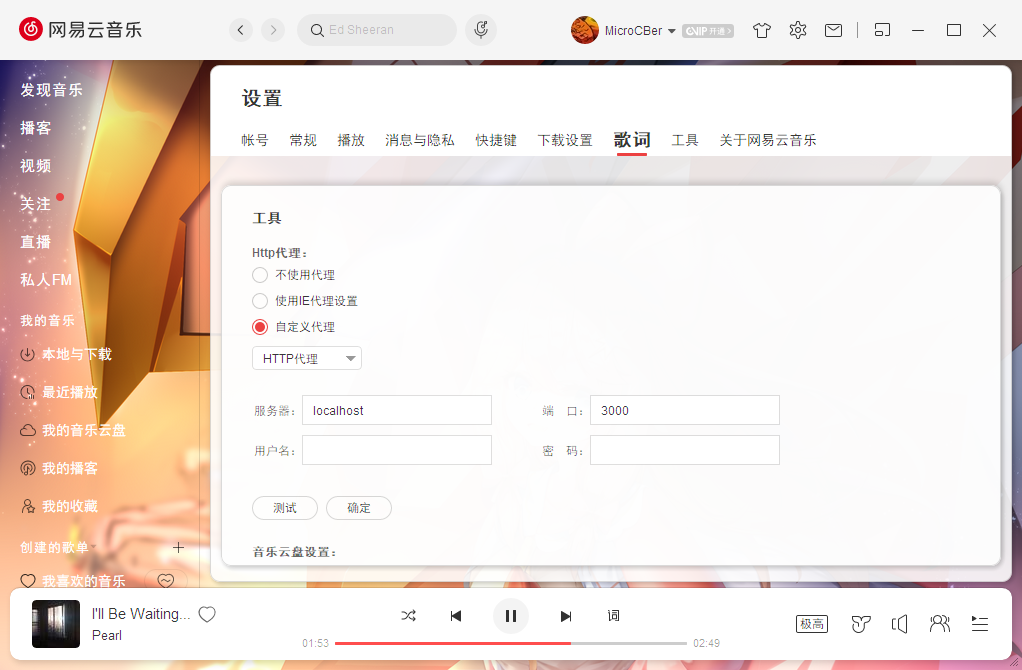 网易云音乐
Ed Sheeran
MicroCBer
VIP开通
发现音乐
播客
视频
关注
直播
私人FM
我的音乐
本地与下载
最近播放
我的音乐云盘
我的播客
我的收藏
创建的歌单
我喜欢的音乐
设置
帐号 常规 播放 消息与隐私 快捷键 下载设置 歌词 工具 关于网易云音乐
工具
Http代理：
不使用代理
使用IE代理设置
自定义代理
HTTP代理
服务器： localhost 端 口： 3000
用户名： 密 码：
测试 确定
音乐云盘设置：
I'll Be Waiting...
Pearl
词
01:53 02:49
极高